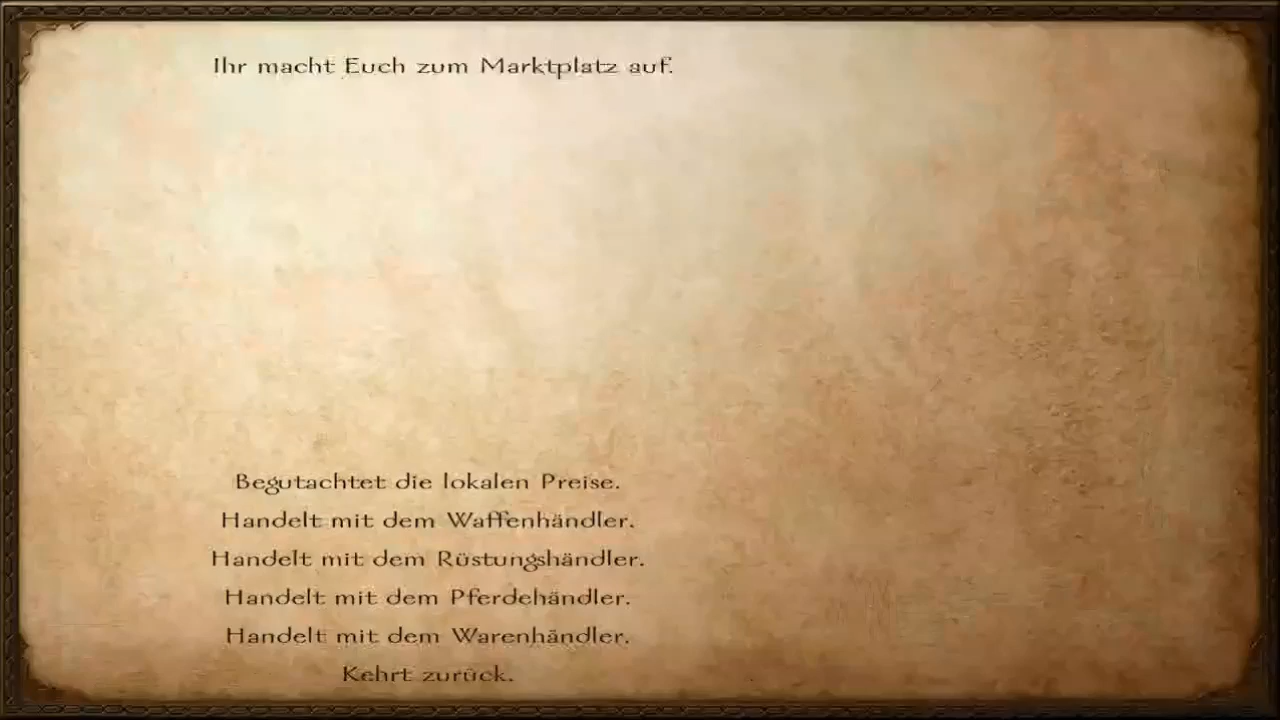 Ihr macht Euch zum Marktplatz auf.
Begutachtet die lokalen Preise.
Handelt mit dem Waffenhändler.
Handelt mit dem Rüstungshändler.
Handelt mit dem Pferdehändler.
Handelt mit dem Warenhändler.
Kehrt zurück.